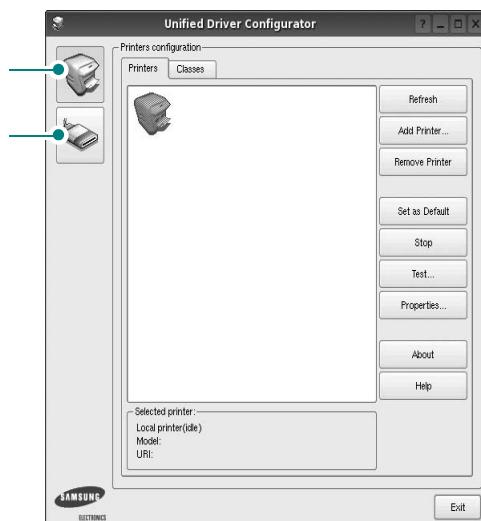 Unified Driver Configurator
Printers configuration
Printers Classes
Refresh
Add Printer...
Remove Printer
Set as Default
Stop
Test...
Properties...
About
Help
Selected printer:
Local printer(idle)
Model:
URI:
SAMSUNG
ELECTRONICS
Exit